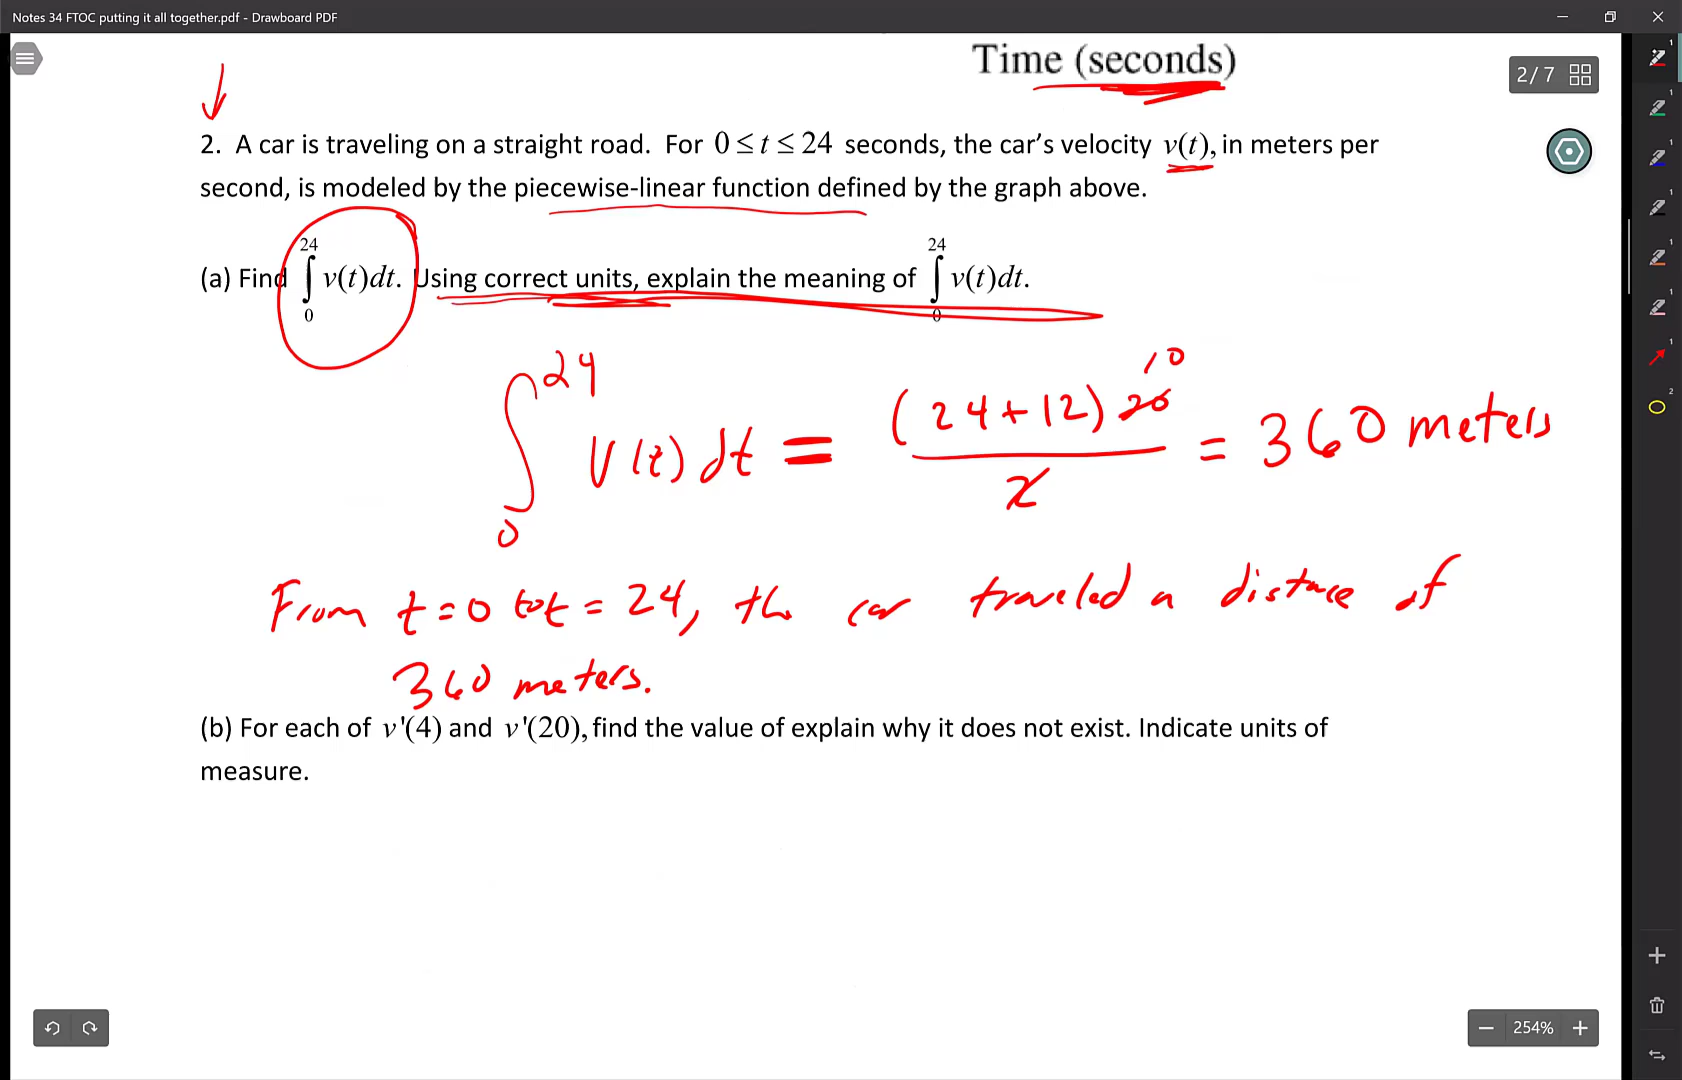 Notes 34 FTOC putting it all together.pdf - Drawboard PDF
Time (seconds)
2 / 7
2. A car is traveling on a straight road. For 0 ≤ t ≤ 24 seconds, the car's velocity v(t), in meters per
second, is modeled by the piecewise-linear function defined by the graph above.
(a) Find ∫₀²⁴ v(t)dt. Using correct units, explain the meaning of ∫₀²⁴ v(t)dt.
∫₀²⁴ v(t) dt = (24+12) 20 10 / 2 = 360 meters
From t=0 to t = 24, the car traveled a distance of
360 meters.
(b) For each of v'(4) and v'(20), find the value of explain why it does not exist. Indicate units of
measure.
254%